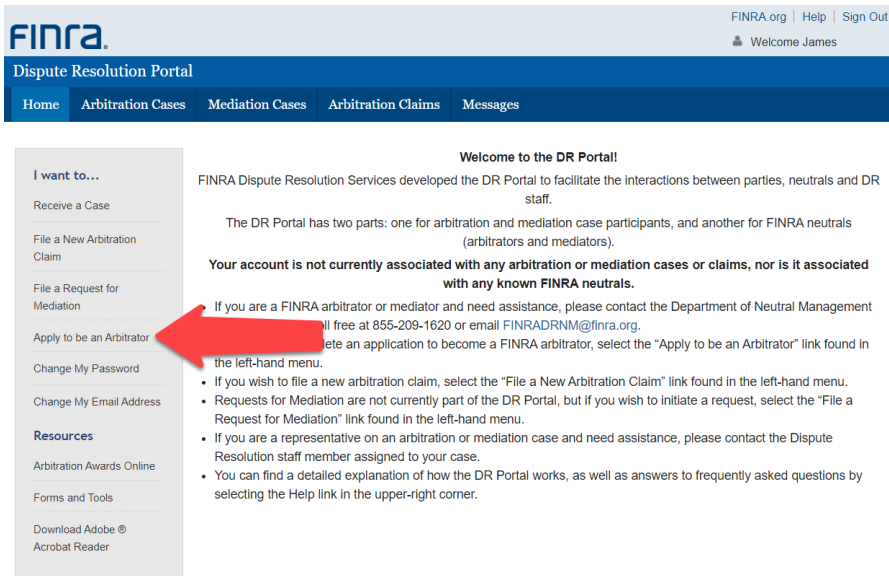 FINRA.org | Help | Sign Out
Finra.
Welcome James
Dispute Resolution Portal
Home Arbitration Cases Mediation Cases Arbitration Claims Messages
I want to...
Receive a Case
File a New Arbitration
Claim
File a Request for
Mediation
Apply to be an Arbitrator
Change My Password
Change My Email Address
Resources
Arbitration Awards Online
Forms and Tools
Download Adobe ®
Acrobat Reader
Welcome to the DR Portal!
FINRA Dispute Resolution Services developed the DR Portal to facilitate the interactions between parties, neutrals and DR
staff.
The DR Portal has two parts: one for arbitration and mediation case participants, and another for FINRA neutrals
(arbitrators and mediators).
Your account is not currently associated with any arbitration or mediation cases or claims, nor is it associated
with any known FINRA neutrals.
• If you are a FINRA arbitrator or mediator and need assistance, please contact the Department of Neutral Management
free at 855-209-1620 or email FINRADRNM@finra.org.
an application to become a FINRA arbitrator, select the “Apply to be an Arbitrator” link found in
the left-hand menu.
• If you wish to file a new arbitration claim, select the “File a New Arbitration Claim” link found in the left-hand menu.
• Requests for Mediation are not currently part of the DR Portal, but if you wish to initiate a request, select the “File a
Request for Mediation” link found in the left-hand menu.
• If you are a representative on an arbitration or mediation case and need assistance, please contact the Dispute
Resolution staff member assigned to your case.
• You can find a detailed explanation of how the DR Portal works, as well as answers to frequently asked questions by
selecting the Help link in the upper-right corner.